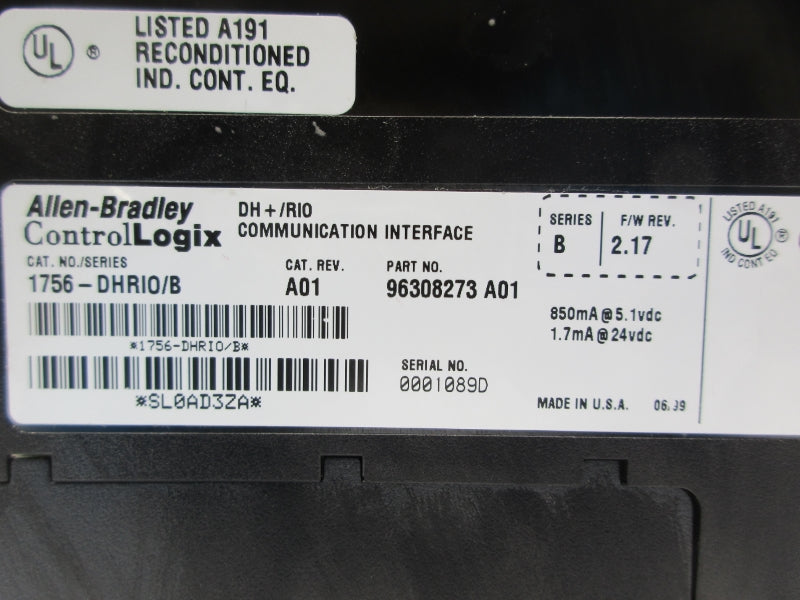 UL ® LISTED A191
RECONDITIONED
IND. CONT. EQ.
Allen-Bradley
ControlLogix
DH+/RIO
COMMUNICATION INTERFACE
SERIES
B
F/W REV.
2.17
LISTED A191
UL ®
IND CONT EQ
CAT. NO./SERIES
1756-DHRIO/B
CAT. REV.
A01
PART NO.
96308273 A01
850mA@5.1vdc
1.7mA@24vdc
*1756-DHRIO/B*
SERIAL NO.
0001089D
*SL0AD3ZA*
MADE IN U.S.A.